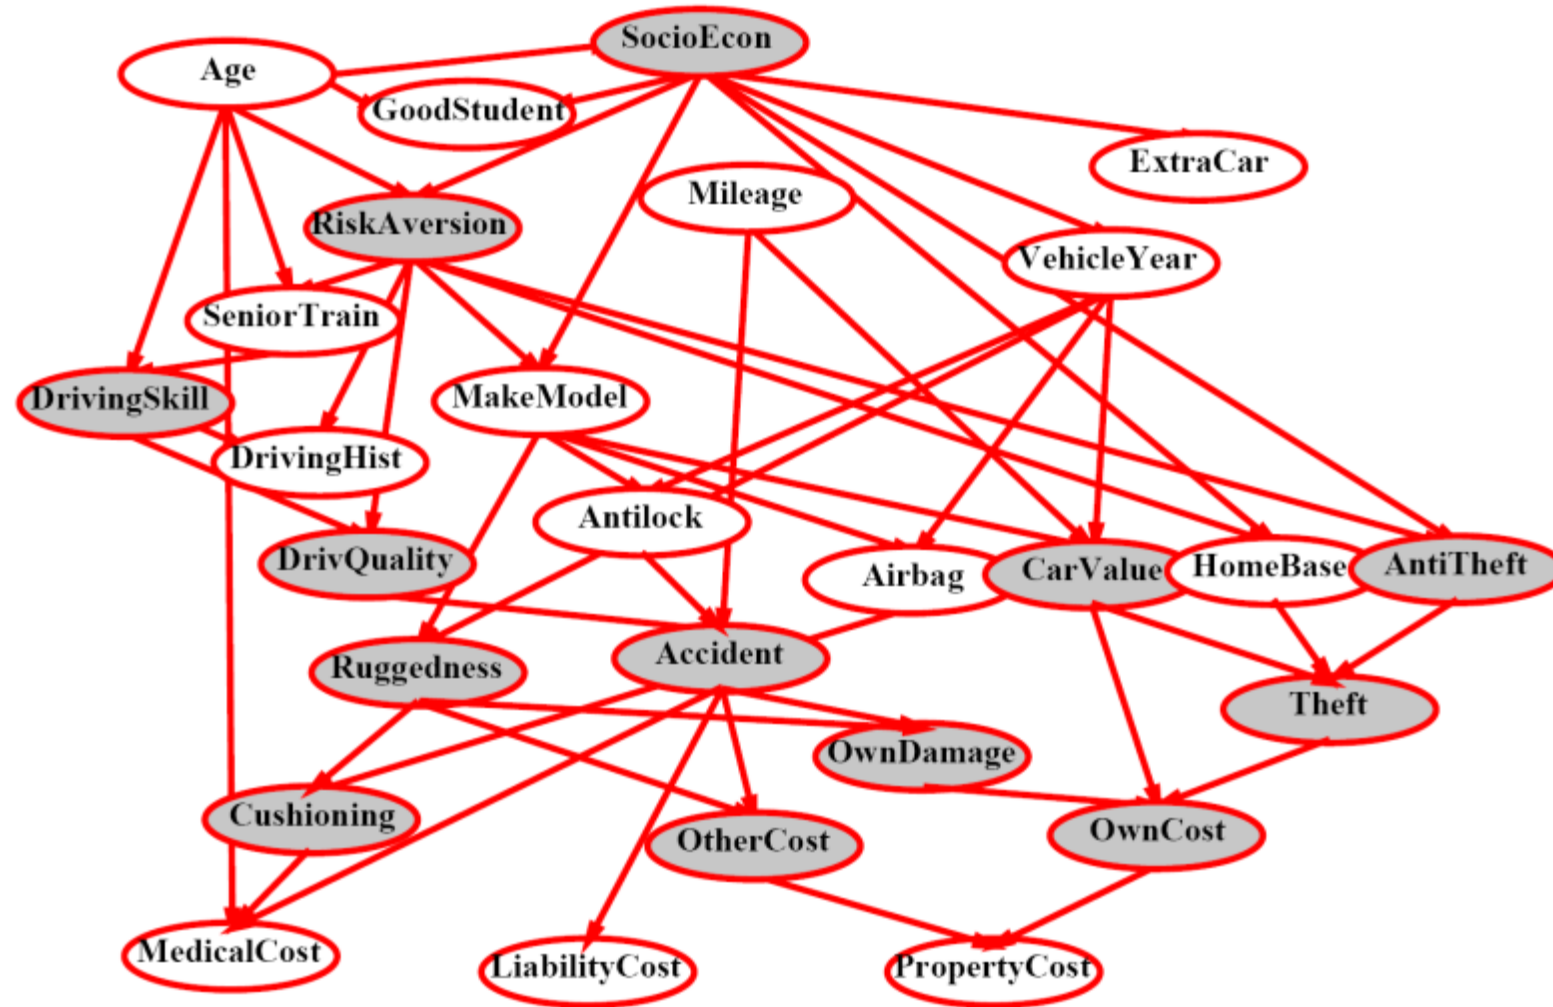 SocioEcon
Age
GoodStudent
ExtraCar
Mileage
RiskAversion
VehicleYear
SeniorTrain
MakeModel
DrivingSkill
DrivingHist
Antilock
DrivQuality
Airbag
CarValue
HomeBase
AntiTheft
Accident
Ruggedness
Theft
OwnDamage
Cushioning
OtherCost
OwnCost
MedicalCost
LiabilityCost
PropertyCost